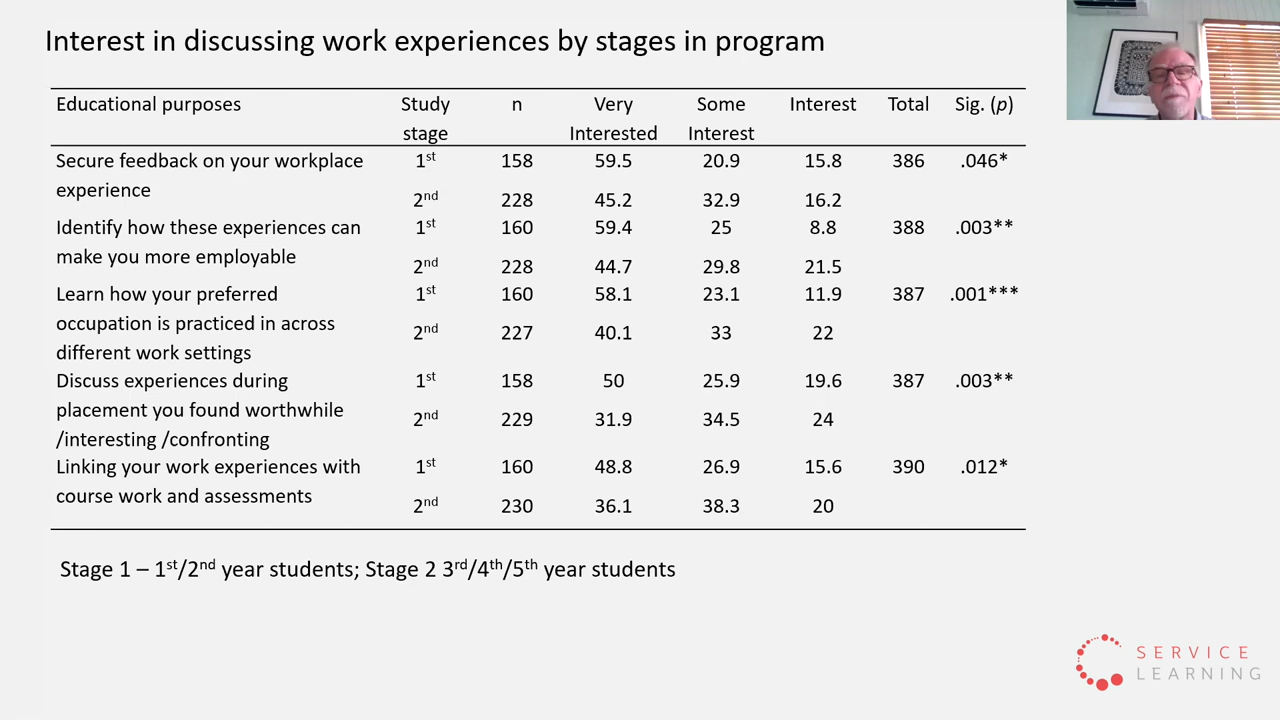 Interest in discussing work experiences by stages in program
Educational purposes Study stage n Very Interested Some Interest Interest Total Sig. (p)
Secure feedback on your workplace experience 1st 158 59.5 20.9 15.8 386 .046*
2nd 228 45.2 32.9 16.2
Identify how these experiences can make you more employable 1st 160 59.4 25 8.8 388 .003**
2nd 228 44.7 29.8 21.5
Learn how your preferred occupation is practiced in across different work settings 1st 160 58.1 23.1 11.9 387 .001***
2nd 227 40.1 33 22
Discuss experiences during placement you found worthwhile /interesting /confronting 1st 158 50 25.9 19.6 387 .003**
2nd 229 31.9 34.5 24
Linking your work experiences with course work and assessments 1st 160 48.8 26.9 15.6 390 .012*
2nd 230 36.1 38.3 20
Stage 1 – 1st/2nd year students; Stage 2 3rd/4th/5th year students
SERVICE
LEARNING